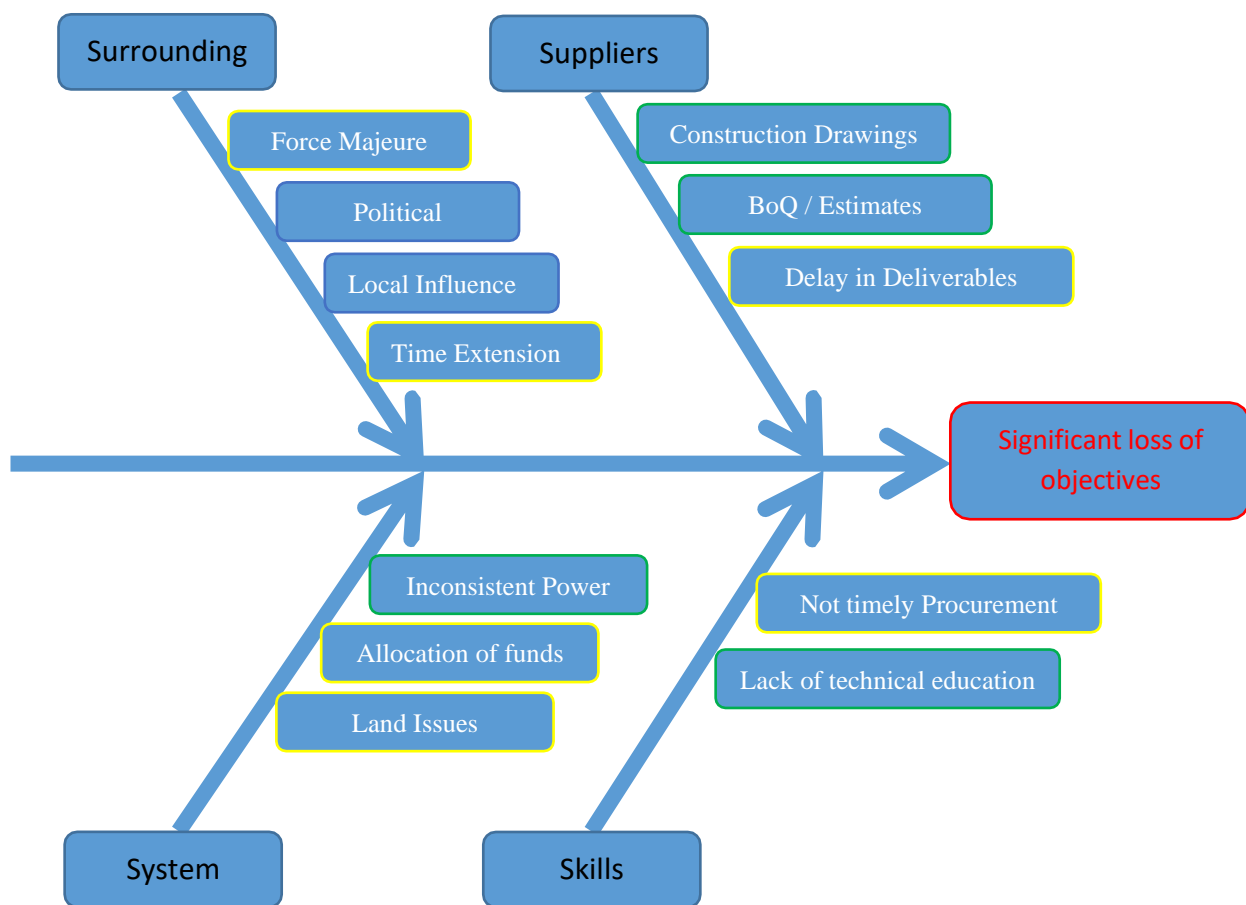 Surrounding
Suppliers
Force Majeure
Construction Drawings
Political
BoQ / Estimates
Local Influence
Delay in Deliverables
Time Extension
Significant loss of
objectives
Inconsistent Power
Not timely Procurement
Allocation of funds
Lack of technical education
Land Issues
System
Skills